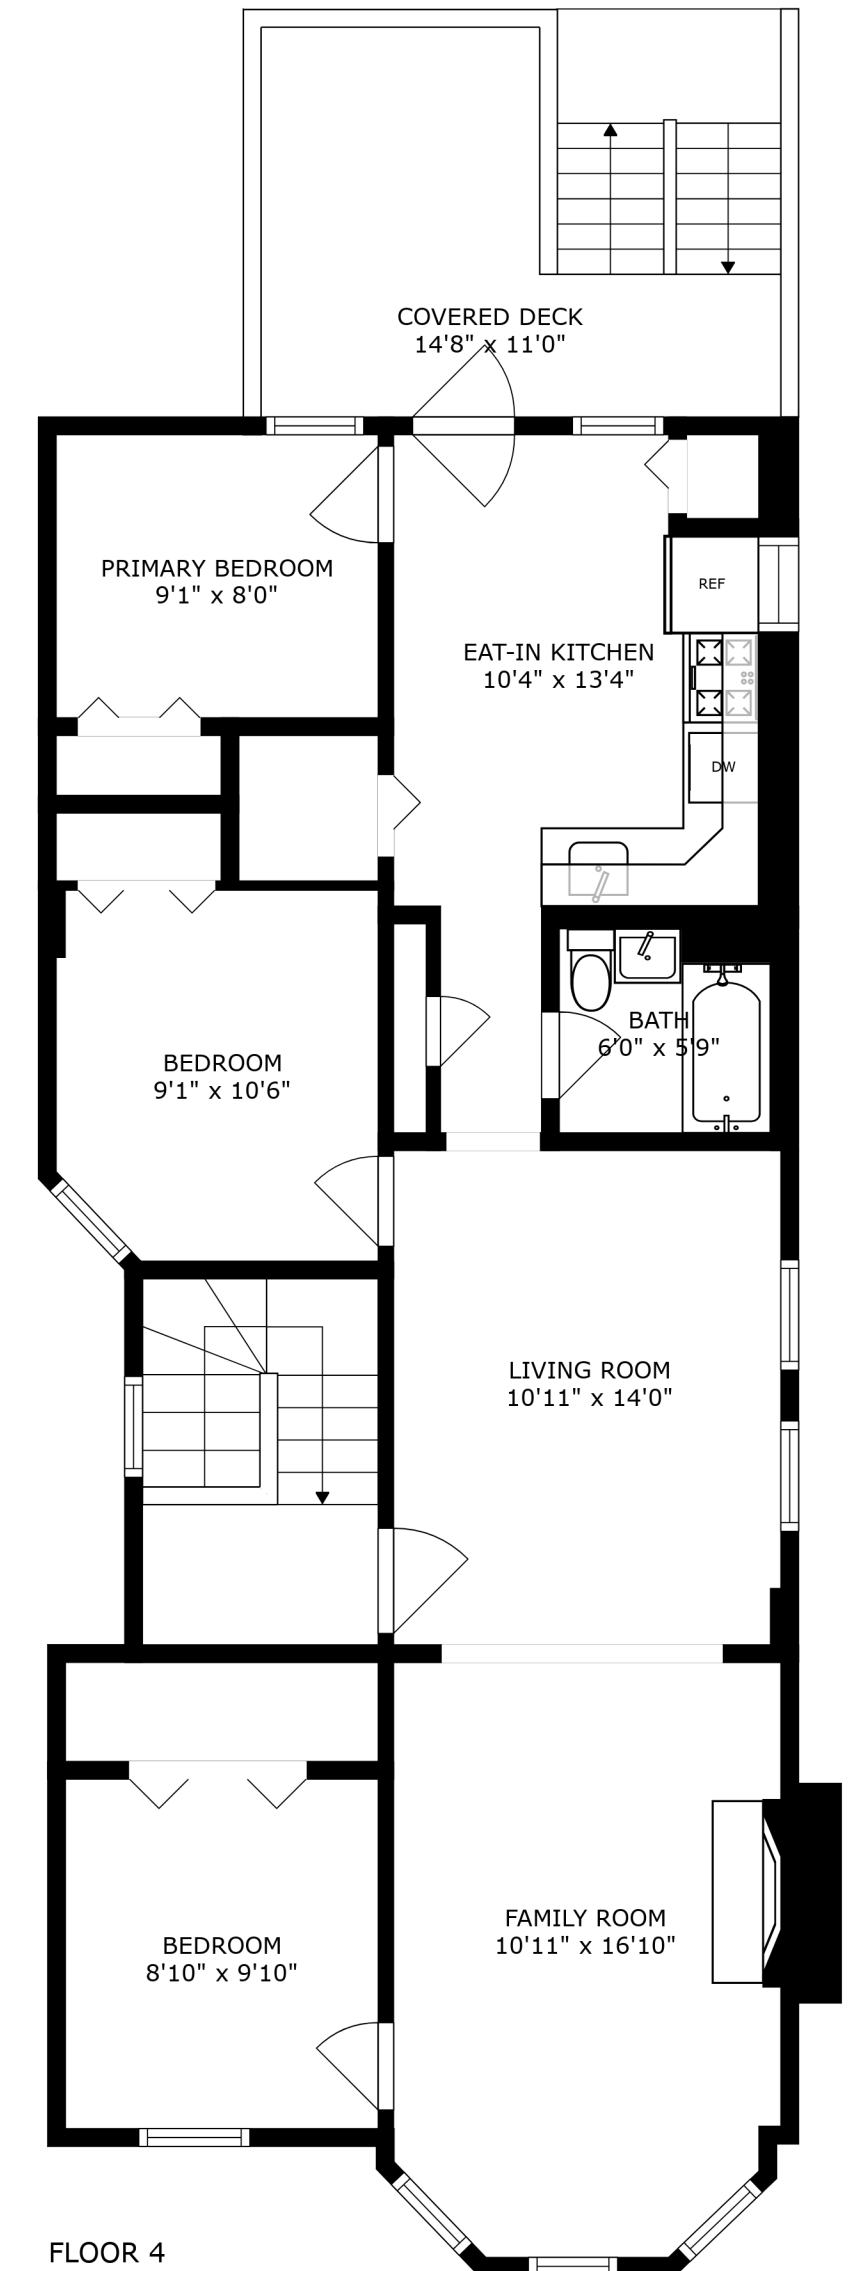 COVERED DECK
14'8" x 11'0"
PRIMARY BEDROOM
9'1" x 8'0"
REF
EAT-IN KITCHEN
10'4" x 13'4"
DW
BATH
6'0" x 5'9"
BEDROOM
9'1" x 10'6"
LIVING ROOM
10'11" x 14'0"
FAMILY ROOM
10'11" x 16'10"
BEDROOM
8'10" x 9'10"
FLOOR 4